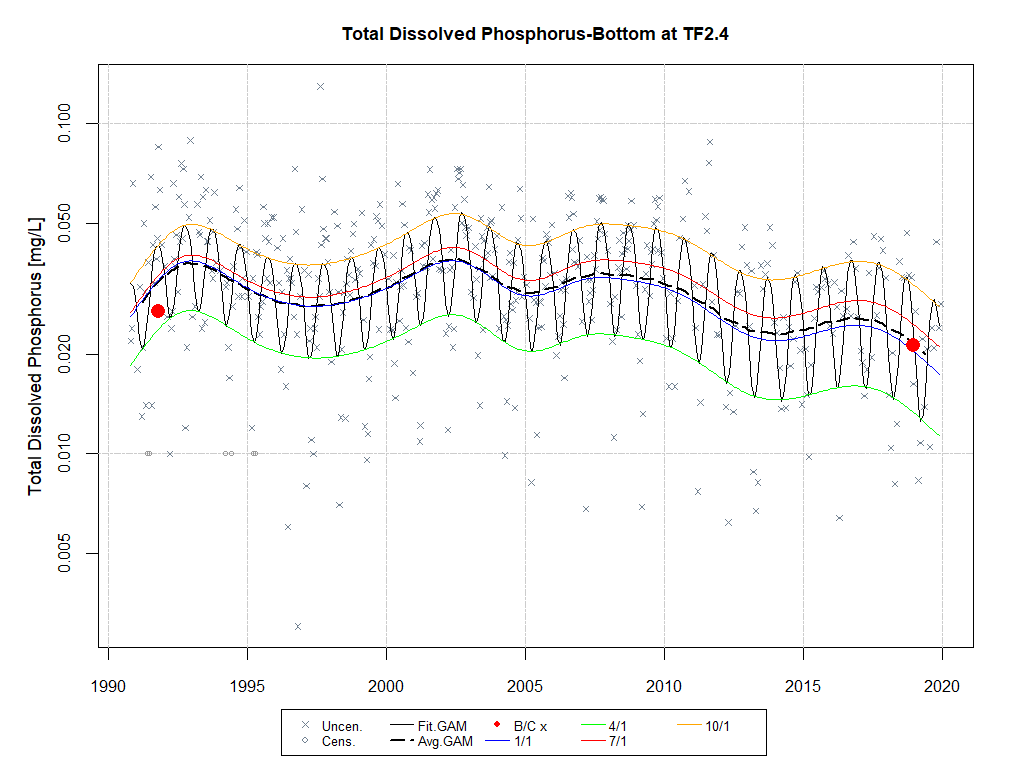 Total Dissolved Phosphorus-Bottom at TF2.4
Total Dissolved Phosphorus [mg/L]
0.100
0.050
0.020
0.010
0.005
1990 1995 2000 2005 2010 2015 2020
Uncen. Fit.GAM B/C x 4/1 10/1
Cens. Avg.GAM 1/1 7/1